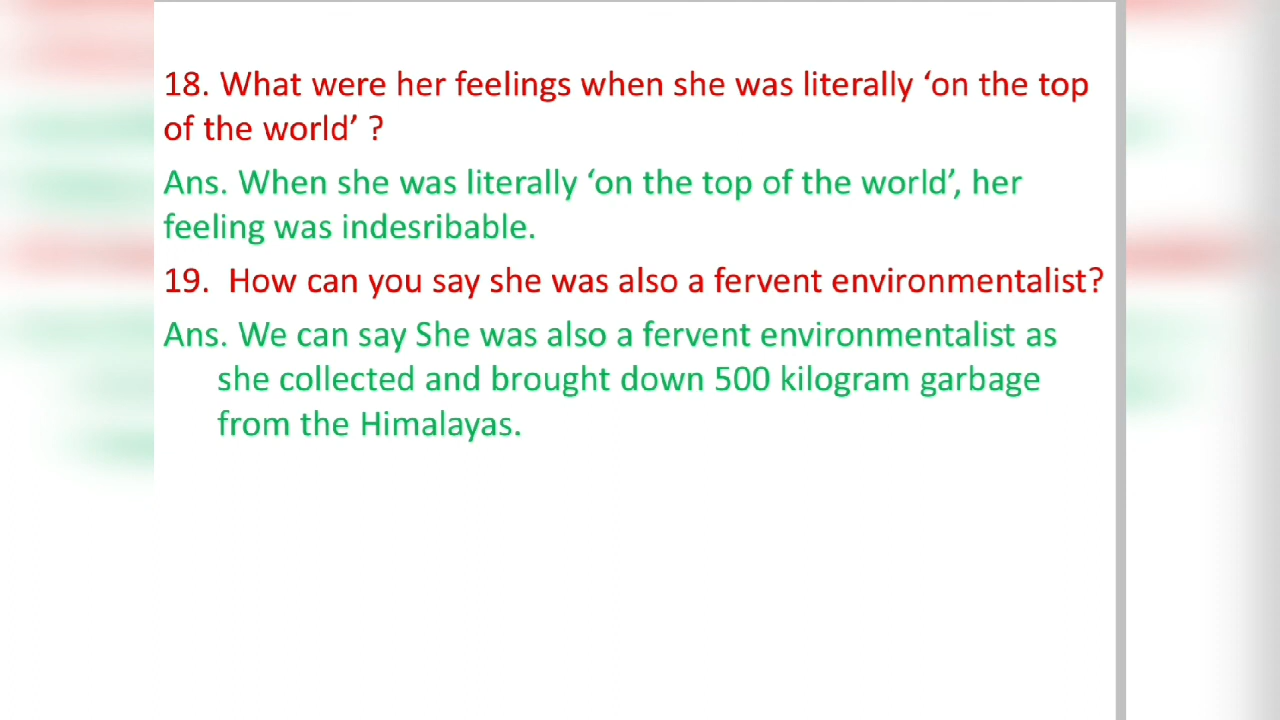 18. What were her feelings when she was literally ‘on the top
of the world’ ?
Ans. When she was literally ‘on the top of the world’, her
feeling was indesribable.
19.  How can you say she was also a fervent environmentalist?
Ans. We can say She was also a fervent environmentalist as
she collected and brought down 500 kilogram garbage
from the Himalayas.